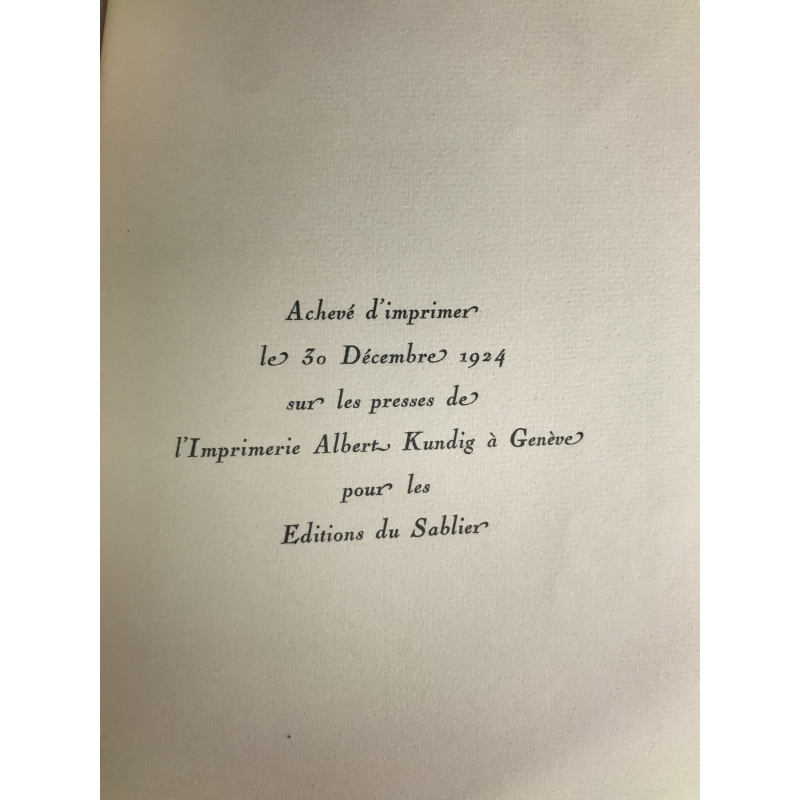 Achevé d'imprimer
le 30 Décembre 1924
sur les presses de
l'Imprimerie Albert Kundig à Genève
pour les
Editions du Sablier